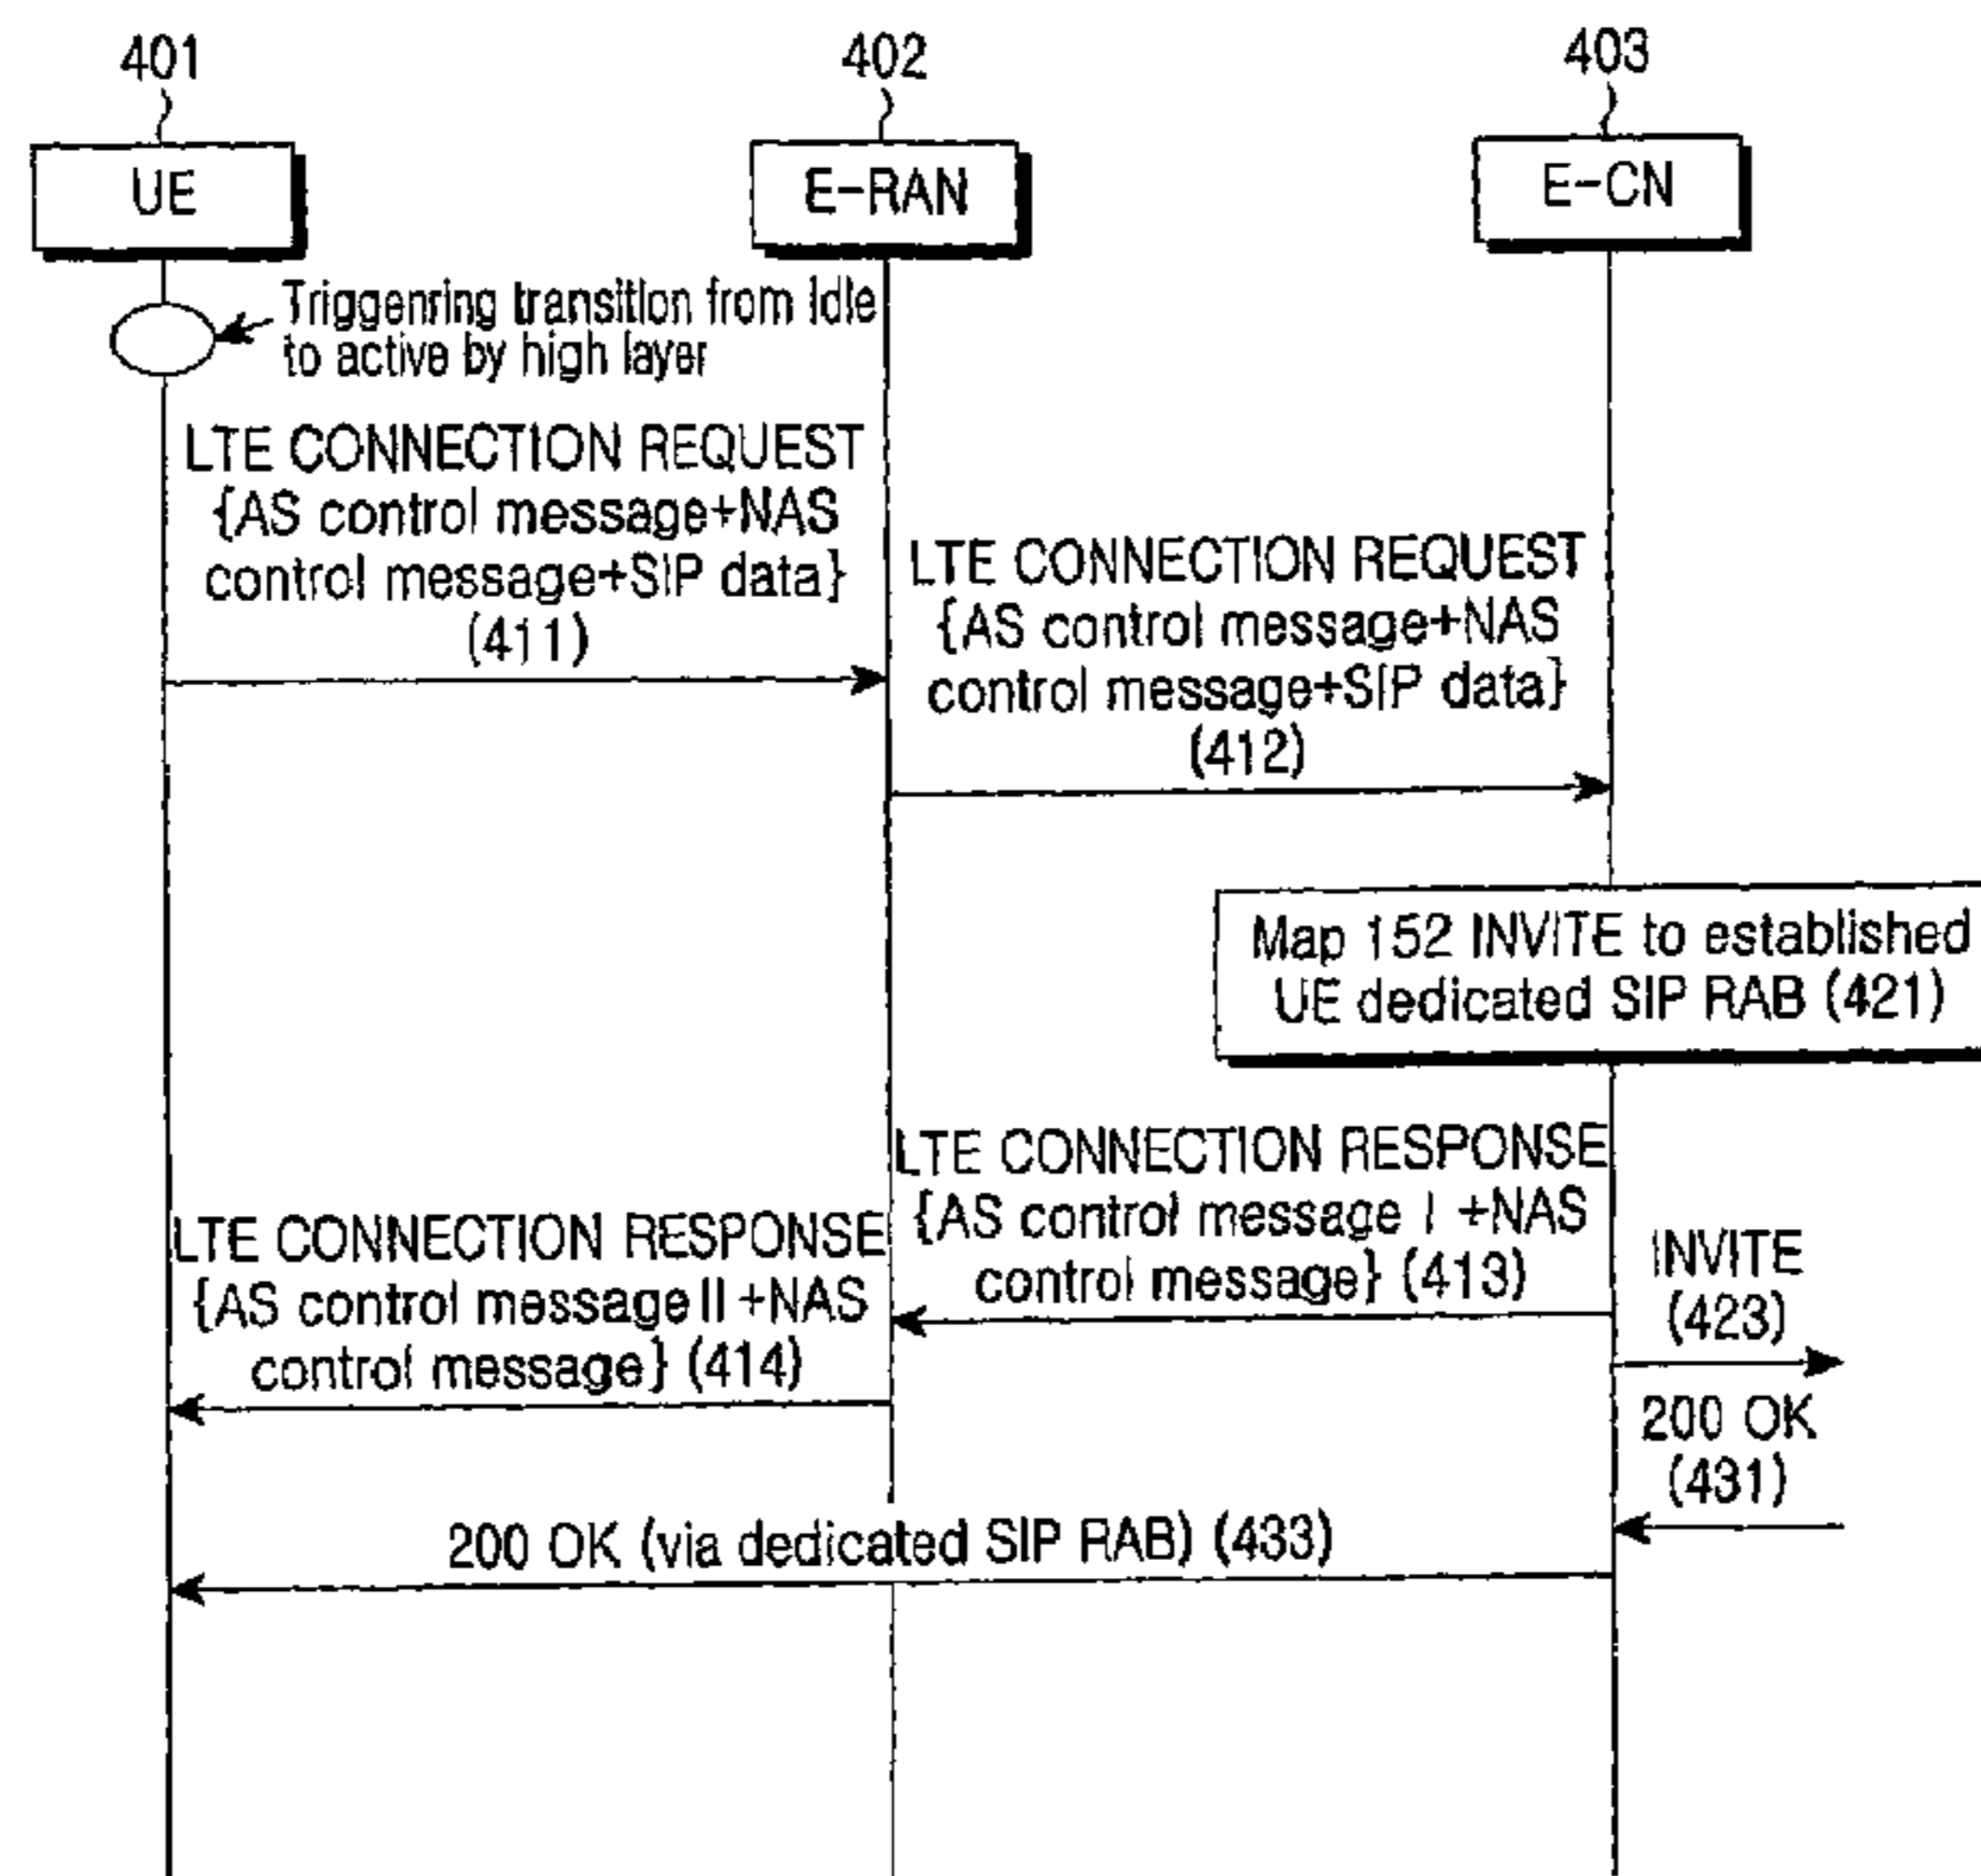 401
402
403
UE
E-RAN
E-CN
Triggenring transition from Idle
to active by high layer
LTE CONNECTION REQUEST
{AS control message+NAS
control message+SIP data}
(411)
LTE CONNECTION REQUEST
{AS control message+NAS
control message+SIP data}
(412)
Map 152 INVITE to established
UE dedicated SIP RAB (421)
LTE CONNECTION RESPONSE
{AS control message I +NAS
control message} (413)
LTE CONNECTION RESPONSE
{AS control message II +NAS
control message} (414)
INVITE
(423)
200 OK
(431)
200 OK (via dedicated SIP RAB) (433)